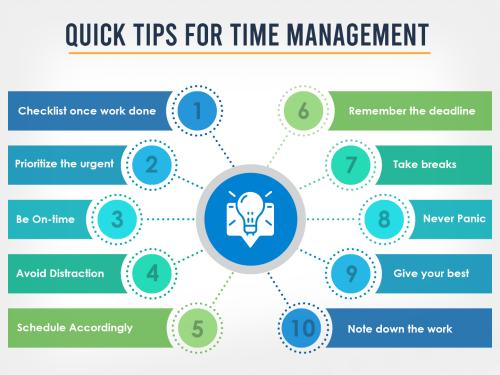 QUICK TIPS FOR TIME MANAGEMENT
Checklist once work done
1
Prioritize the urgent
2
Be On-time
3
Avoid Distraction
4
Schedule Accordingly
5
6
Remember the deadline
7
Take breaks
8
Never Panic
9
Give your best
10
Note down the work